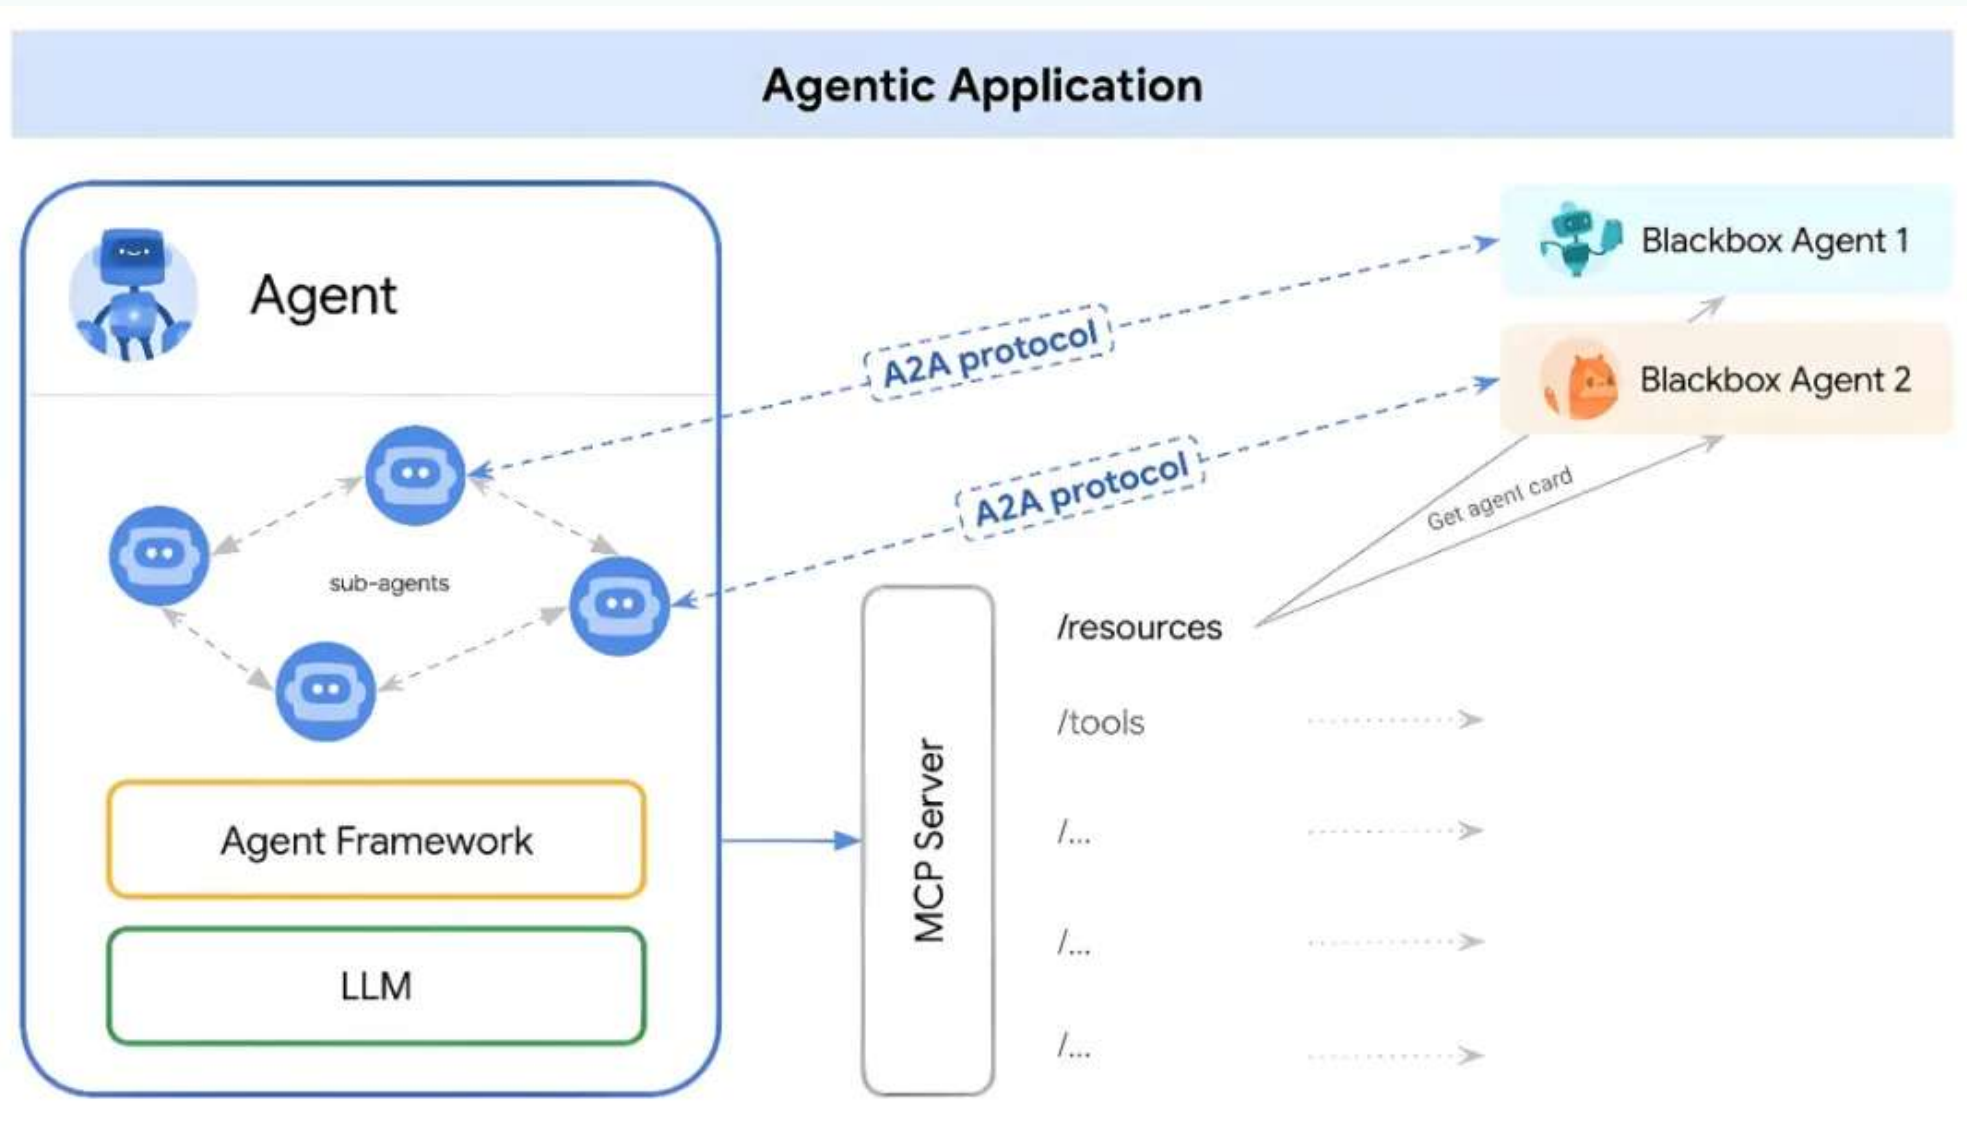 Agentic Application
Agent
sub-agents
Agent Framework
LLM
A2A protocol
A2A protocol
Blackbox Agent 1
Blackbox Agent 2
Get agent card
MCP Server
/resources
/tools
/...
/...
/...